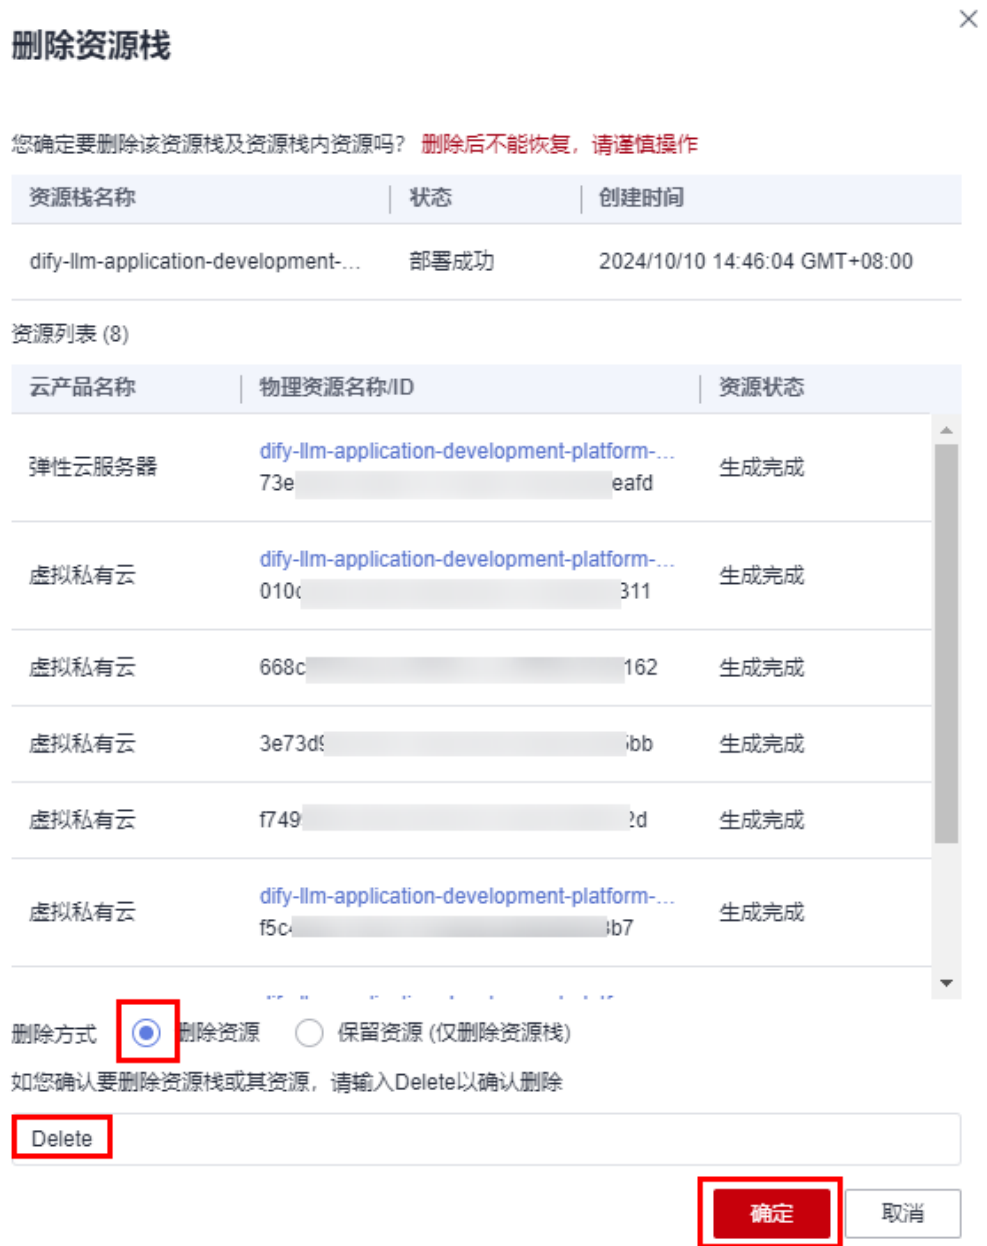 删除资源栈
您确定要删除该资源栈及资源栈内资源吗？ 删除后不能恢复，请谨慎操作
资源栈名称 状态 创建时间
dify-llm-application-development-... 部署成功 2024/10/10 14:46:04 GMT+08:00
资源列表 (8)
云产品名称 物理资源名称/ID 资源状态
dify-llm-application-development-platform-...
弹性云服务器 73e eafd 生成完成
dify-llm-application-development-platform-...
虚拟私有云 010c 311 生成完成
虚拟私有云 668c 162 生成完成
虚拟私有云 3e73d9 bb 生成完成
虚拟私有云 f749 2d 生成完成
dify-llm-application-development-platform-...
虚拟私有云 f5c b7 生成完成
删除方式 删除资源 保留资源 (仅删除资源栈)
如您确认要删除资源栈或其资源，请输入Delete以确认删除
Delete
确定 取消